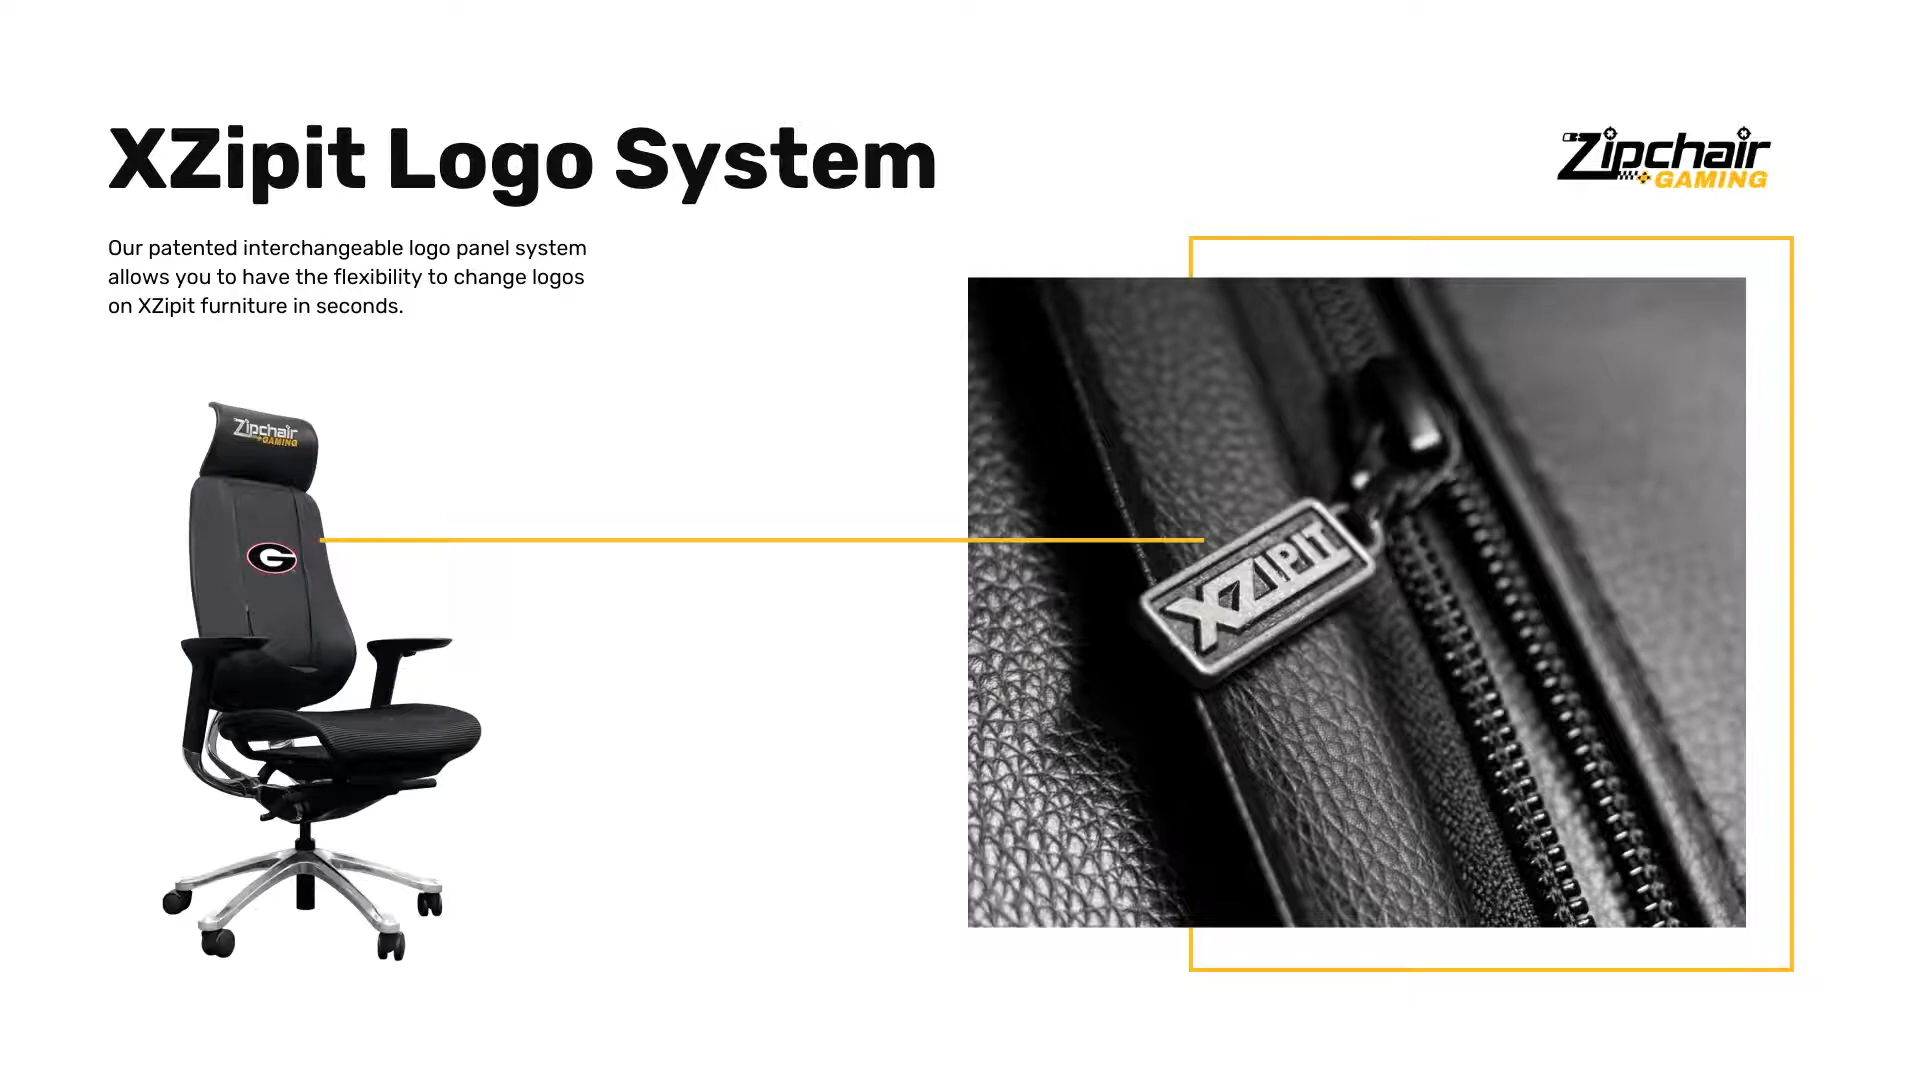 XZipit Logo System
Zipchair
GAMING
Our patented interchangeable logo panel system
allows you to have the flexibility to change logos
on XZipit furniture in seconds.
Zipchair
GAMING
G
XZIPIT